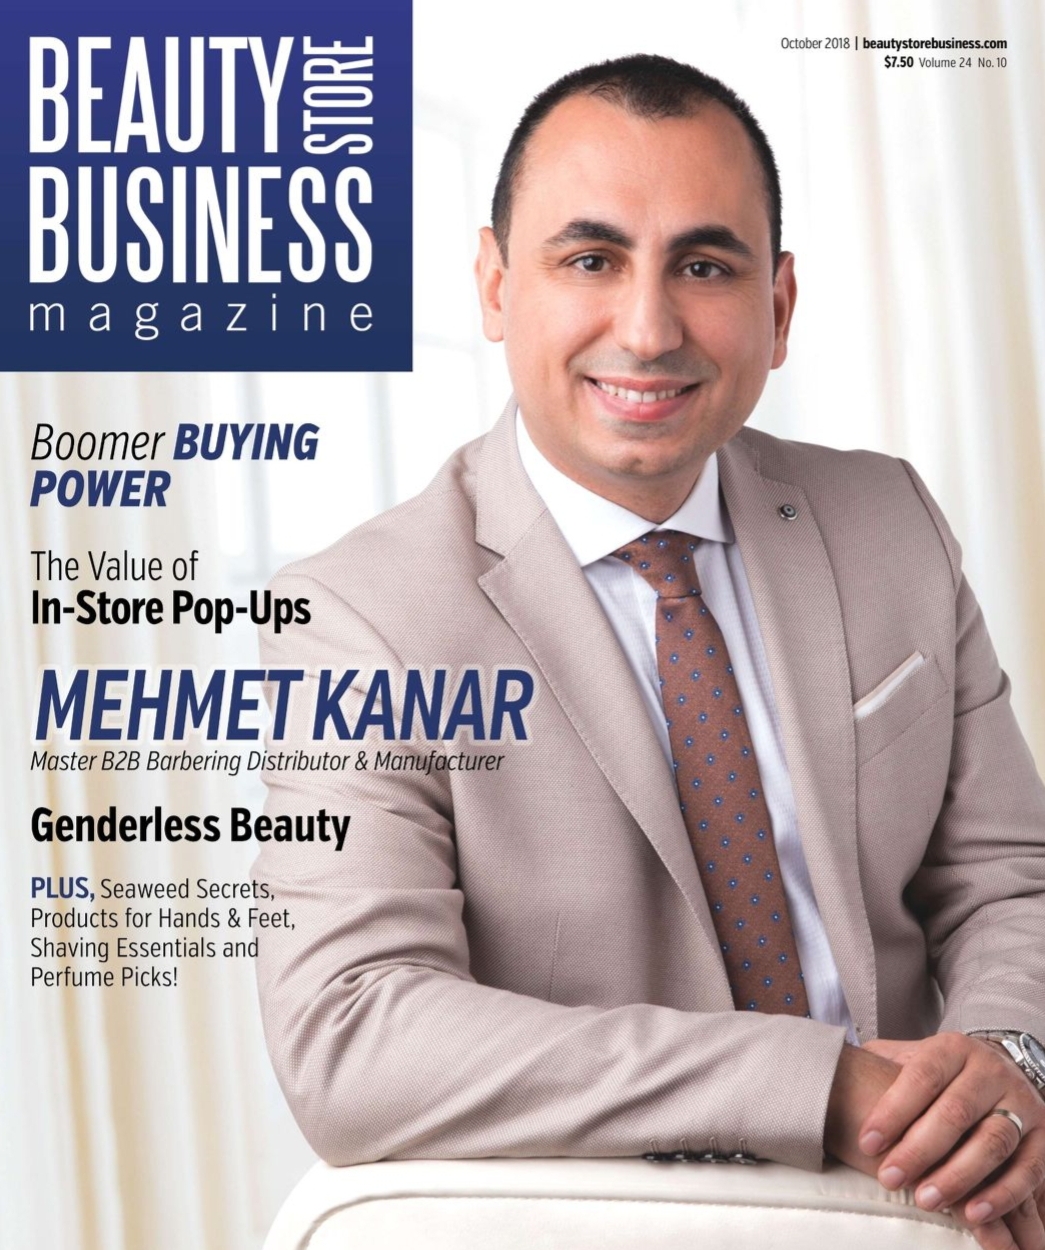 BEAUTY STORE
BUSINESS
magazine
October 2018 | beautystorebusiness.com
$7.50 Volume 24 No. 10
Boomer BUYING
POWER
The Value of
In-Store Pop-Ups
MEHMET KANAR
Master B2B Barbering Distributor & Manufacturer
Genderless Beauty
PLUS, Seaweed Secrets,
Products for Hands & Feet,
Shaving Essentials and
Perfume Picks!